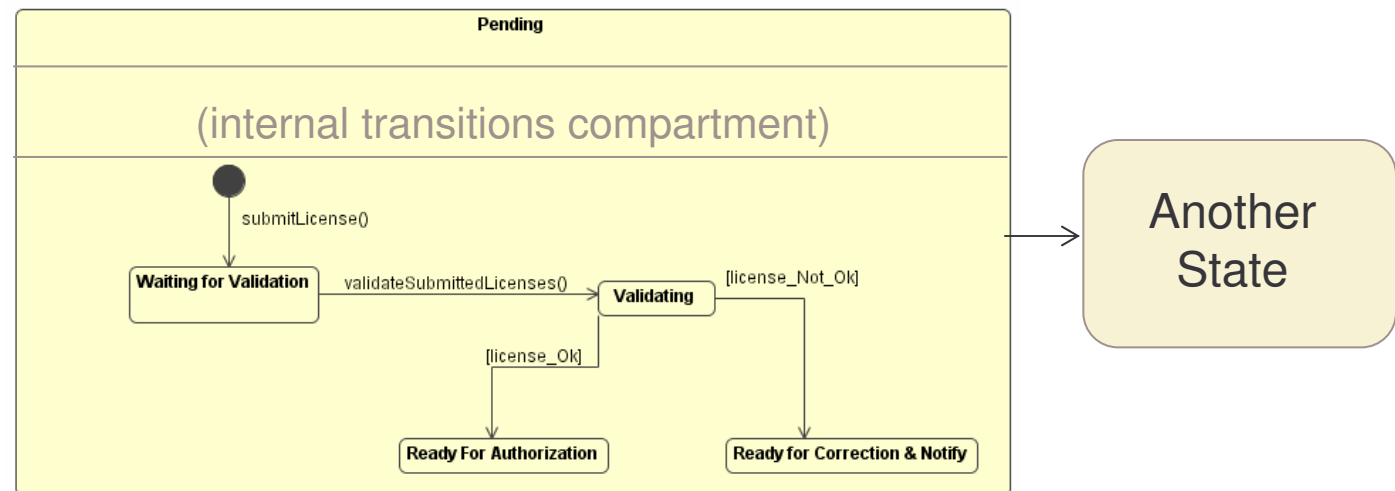 Pending
(internal transitions compartment)
submitLicense()
Waiting for Validation
validateSubmittedLicenses()
Validating
[license_Not_Ok]
[license_Ok]
Ready For Authorization
Ready for Correction & Notify
Another
State